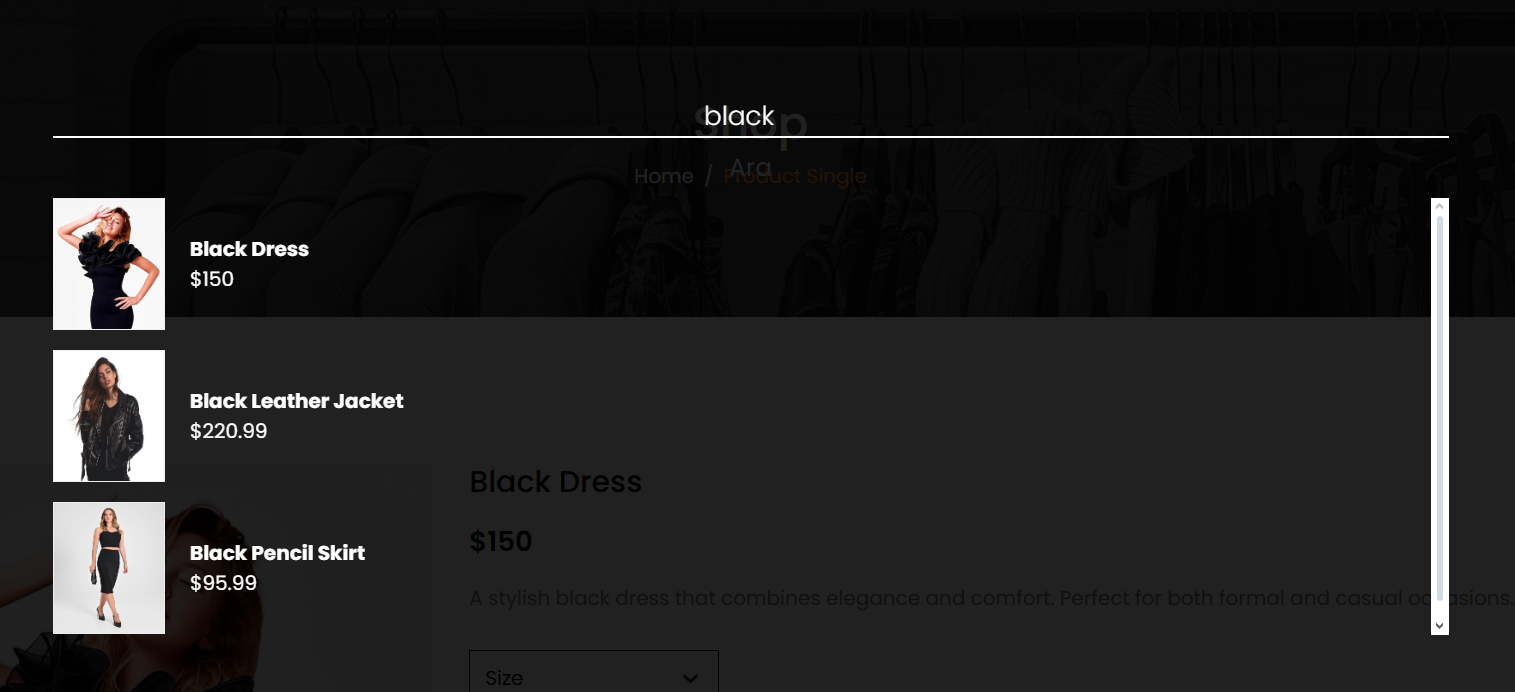 black
Shop
Ara
Home / Product Single
Black Dress
$150
Black Leather Jacket
$220.99
Black Dress
$150
Black Pencil Skirt
$95.99
A stylish black dress that combines elegance and comfort. Perfect for both formal and casual occasions.
Size